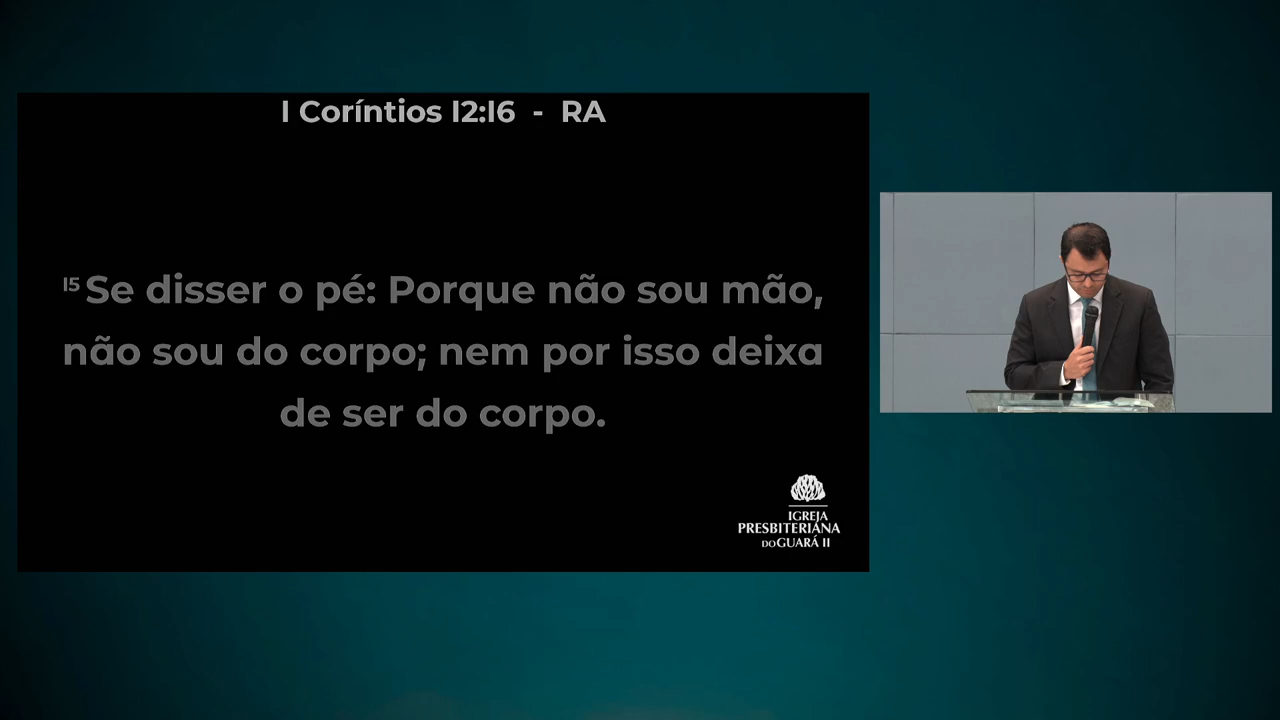 I Coríntios 12:16 - RA
15 Se disser o pé: Porque não sou mão,
não sou do corpo; nem por isso deixa
de ser do corpo.
IGREJA
PRESBITERIANA
DO GUARÁ II